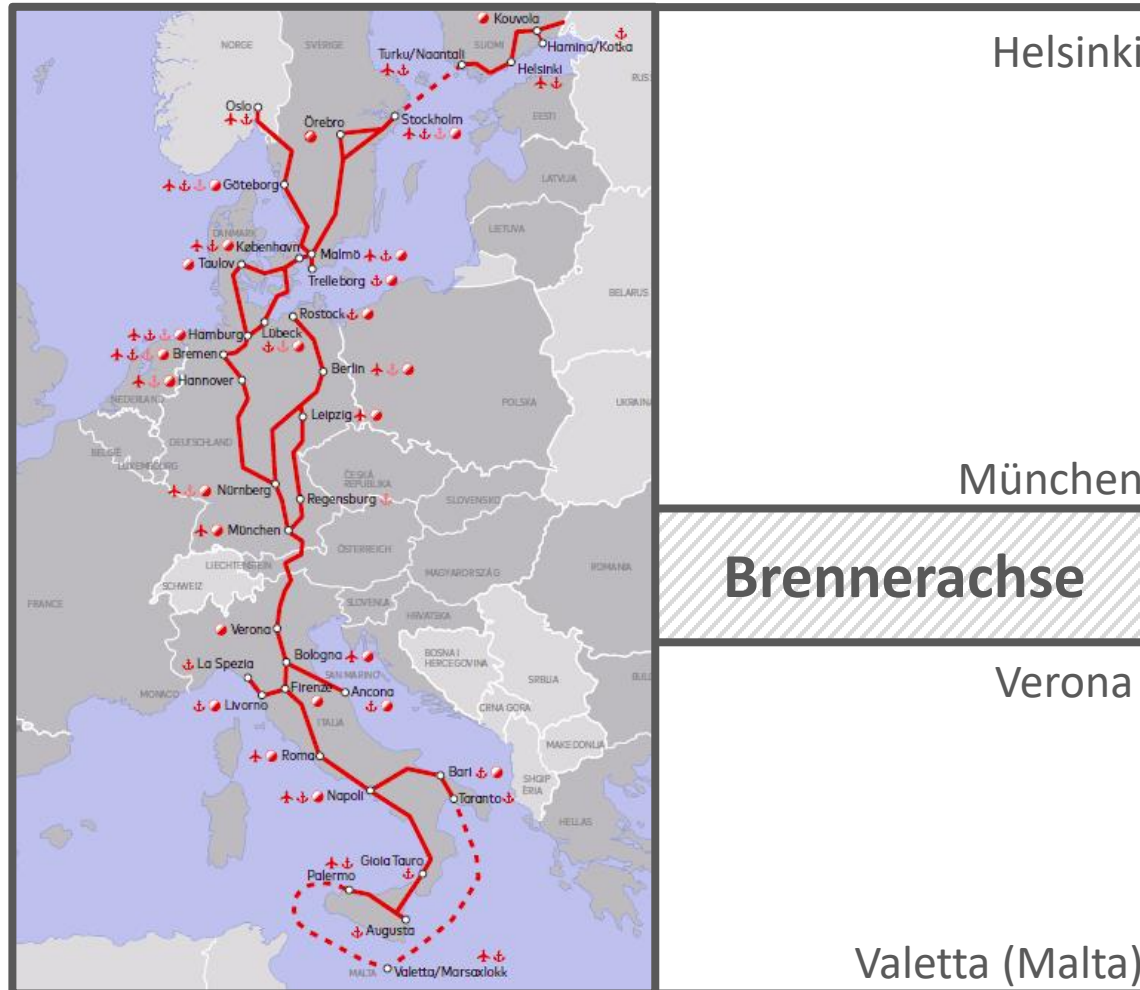 Kouvola
NORGE
SVERIGE
SUOMI
Hamina/Kotka
Turku/Naantali
Helsinki
RUS
Oslo
Örebro
Stockholm
EESTI
LATVIJA
Göteborg
LIETUVA
DANMARK
København
Malmö
Taulov
Trelleborg
BELARUS
Rostock
Hamburg
Lübeck
Bremen
Berlin
Hannover
NEDERLAND
POLSKA
UKRAINA
Leipzig
DEUTSCHLAND
BELGIË
LUXEMBOURG
ČESKÁ
REPUBLIKA
Nürnberg
Regensburg
SLOVENSKO
München
ÖSTERREICH
LIECHTENSTEIN
MAGYARORSZÁG
ROMANIA
SCHWEIZ
FRANCE
SLOVENIA
HRVATSKA
Verona
BOSNA I
HERCEGOVINA
Bologna
La Spezia
SAN MARINO
SRBIJA
MONACO
Firenze
Ancona
CRNA GORA
Livorno
ITALIA
MAKEDONIJA
Roma
Bari
SHQIP
ËRIA
Napoli
Taranto
HELLAS
Gioia Tauro
Palermo
Augusta
MALTA
Valetta/Marsaxlokk
Helsinki
München
Brennerachse
Verona
Valetta (Malta)